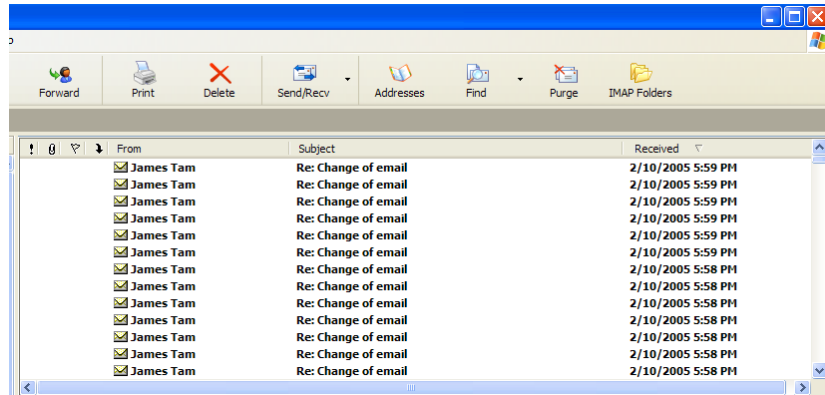 Forward Print Delete Send/Recv Addresses Find Purge IMAP Folders
! From Subject Received
James Tam Re: Change of email 2/10/2005 5:59 PM
James Tam Re: Change of email 2/10/2005 5:59 PM
James Tam Re: Change of email 2/10/2005 5:59 PM
James Tam Re: Change of email 2/10/2005 5:59 PM
James Tam Re: Change of email 2/10/2005 5:59 PM
James Tam Re: Change of email 2/10/2005 5:59 PM
James Tam Re: Change of email 2/10/2005 5:58 PM
James Tam Re: Change of email 2/10/2005 5:58 PM
James Tam Re: Change of email 2/10/2005 5:58 PM
James Tam Re: Change of email 2/10/2005 5:58 PM
James Tam Re: Change of email 2/10/2005 5:58 PM
James Tam Re: Change of email 2/10/2005 5:58 PM
James Tam Re: Change of email 2/10/2005 5:58 PM